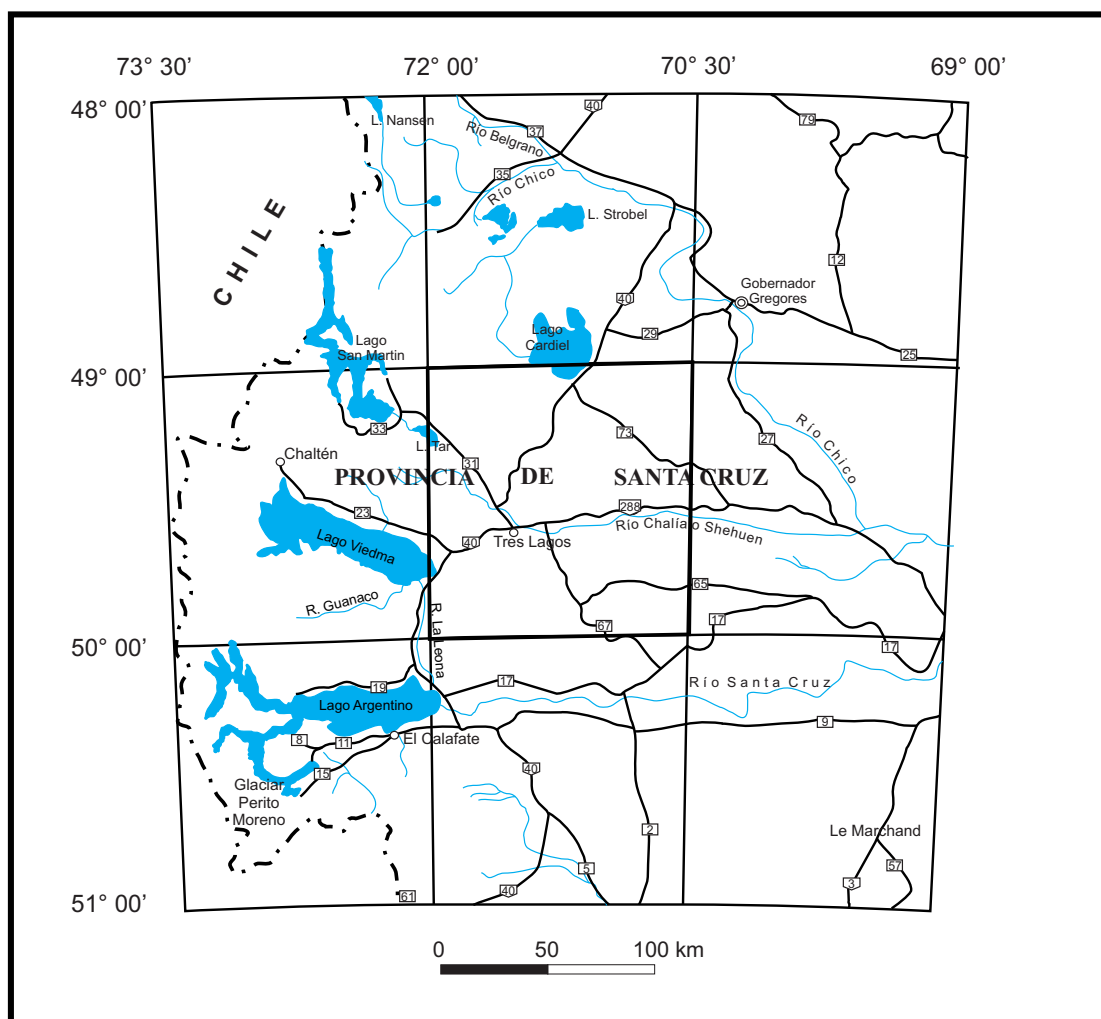 73° 30’ 72° 00’ 70° 30’ 69° 00’
48° 00’
49° 00’
50° 00’
51° 00’
CHILE
L. Nansen
Río Belgrano
Río Chico
L. Strobel
Gobernador
Gregores
Lago
Cardiel
Lago
San Martin
L. Tar
Chaltén
PROVINCIA DE SANTA CRUZ
Río Chico
Lago Viedma
Tres Lagos
Río Chalía o Shehuen
R. Guanaco
R. La Leona
Río Santa Cruz
Lago Argentino
El Calafate
Glaciar
Perito
Moreno
Le Marchand
40
79
37
35
12
40
29
25
33
31
73
27
288
23
40
65
67
17
17
19
17
8
11
9
15
40
2
5
57
3
61
40
0 50 100 km